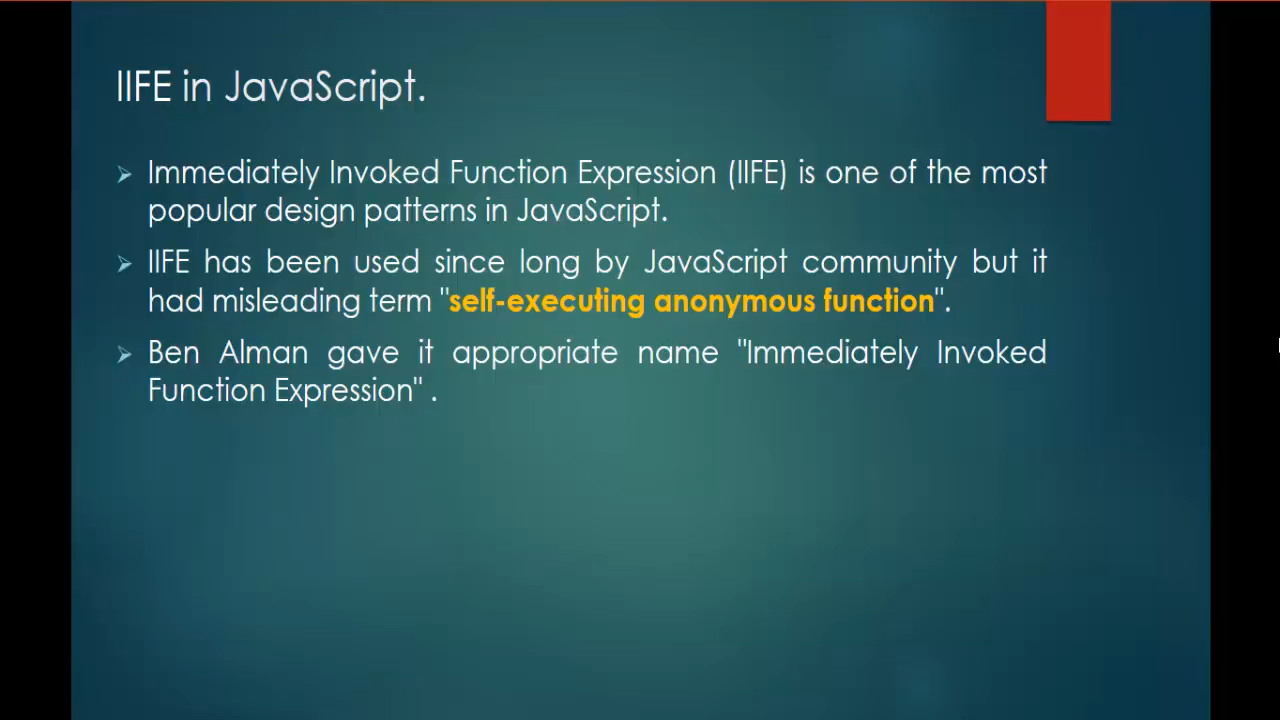 IIFE in JavaScript.
Immediately Invoked Function Expression (IIFE) is one of the most
popular design patterns in JavaScript.
IIFE has been used since long by JavaScript community but it
had misleading term "self-executing anonymous function".
Ben Alman gave it appropriate name "Immediately Invoked
Function Expression" .